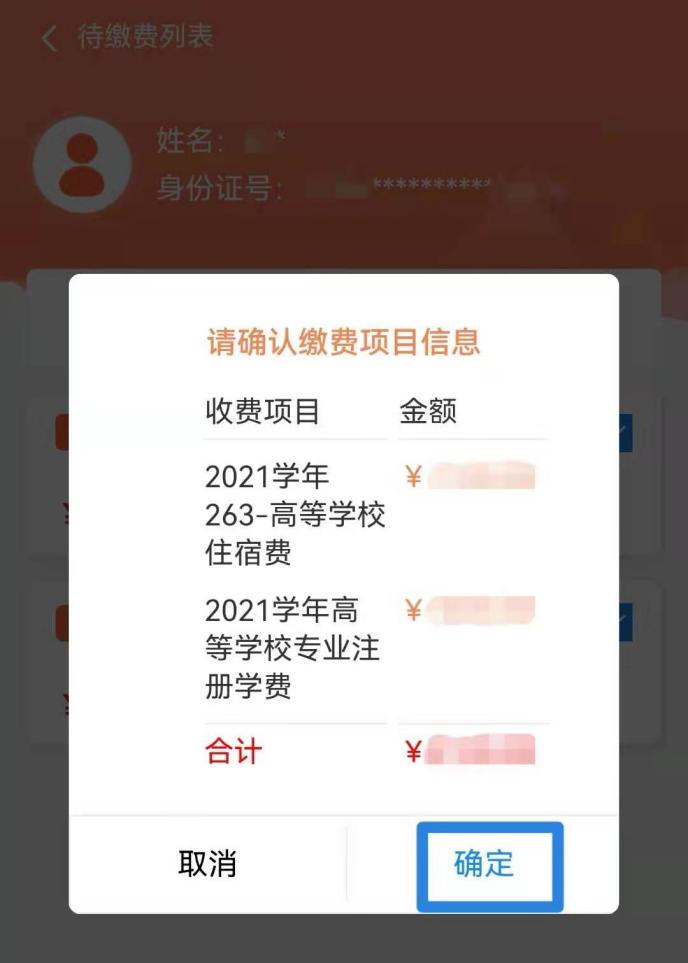 待缴费列表
姓名： *
身份证号： ***********
请确认缴费项目信息
收费项目 金额
2021学年 ¥
263-高等学校
住宿费
2021学年高 ¥
等学校专业注
册学费
合计 ¥
取消 确定